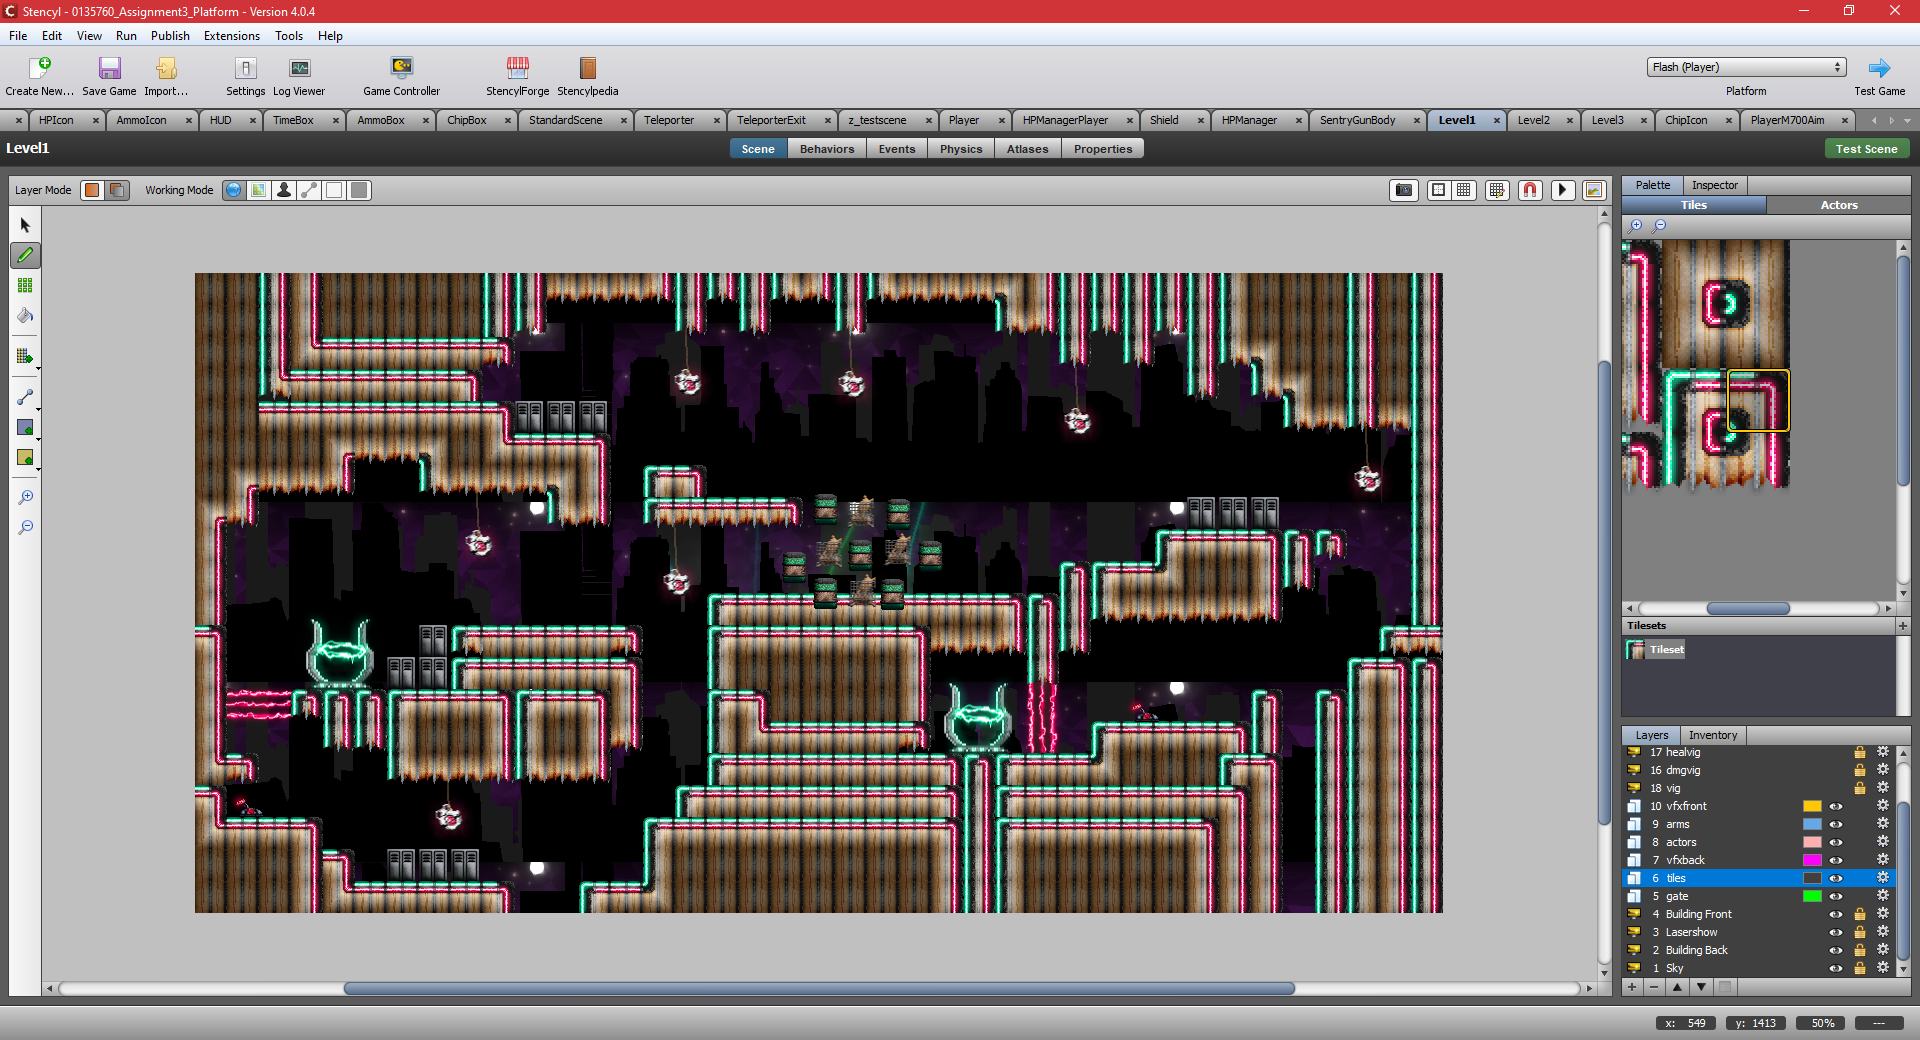 Stencyl - 0135760_Assignment3_Platform - Version 4.0.4
File Edit View Run Publish Extensions Tools Help
Create New... Save Game Import... Settings Log Viewer Game Controller StencylForge Stencylpedia
Flash (Player)
Platform
Test Game
HPIcon AmmoIcon HUD TimeBox AmmoBox ChipBox StandardScene Teleporter TeleporterExit z_testscene Player HPManagerPlayer Shield HPManager SentryGunBody Level1 Level2 Level3 ChipIcon PlayerM700Aim
Level1
Scene Behaviors Events Physics Atlases Properties
Test Scene
Layer Mode Working Mode
Palette Inspector
Tiles Actors
Tilesets
Tileset
Layers Inventory
17 healvig
16 dmgvig
18 vig
10 vfxfront
9 arms
8 actors
7 vfxback
6 tiles
5 gate
4 Building Front
3 Lasershow
2 Building Back
1 Sky
x: 549 y: 1413 50% ---